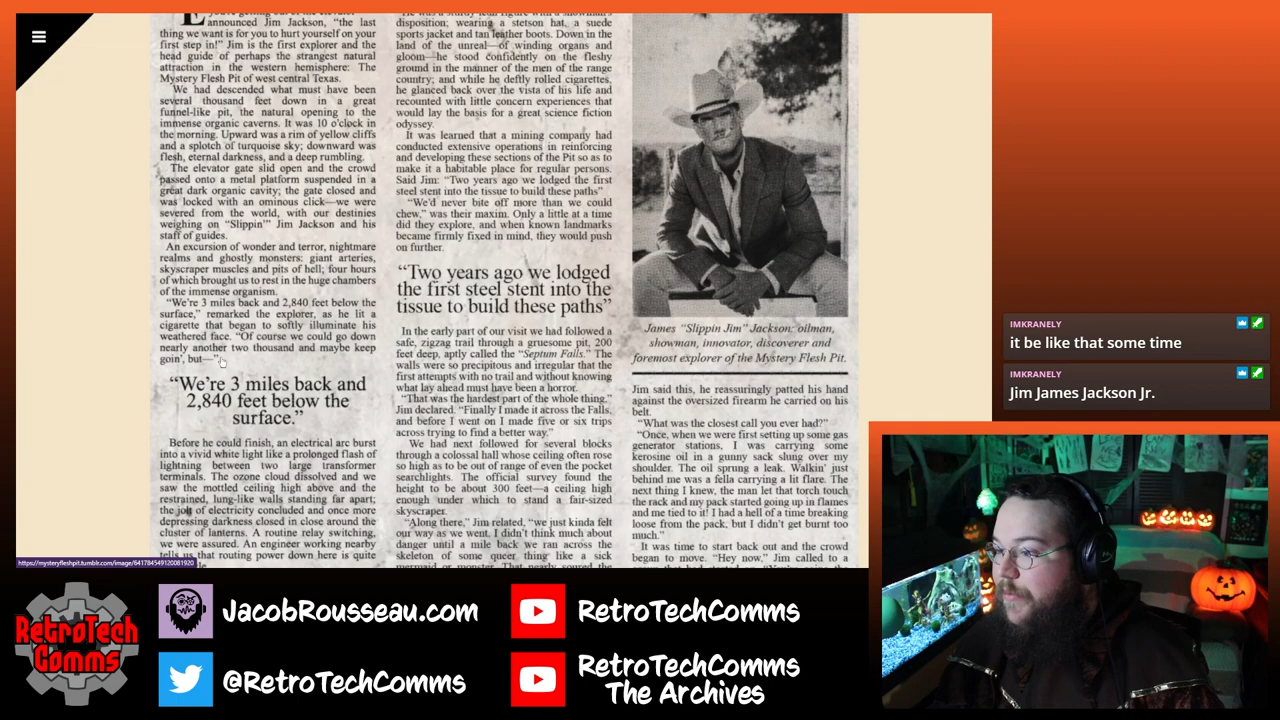 announced Jim Jackson, “the last
thing we want is for you to hurt yourself on your
first step in!” Jim is the first explorer and the
head guide of perhaps the strangest natural
attraction in the western hemisphere: The
Mystery Flesh Pit of west central Texas.
We had descended what must have been
several thousand feet down in a great
funnel-like pit, the natural opening to the
immense organic caverns. It was 10 o'clock in
the morning. Upward was a rim of yellow cliffs
and a splotch of turquoise sky; downward was
flesh, eternal darkness, and a deep rumbling.
The elevator gate slid open and the crowd
passed onto a metal platform suspended in a
great dark organic cavity; the gate closed and
was locked with an ominous click—we were
severed from the world, with our destinies
weighing on “Slippin'” Jim Jackson and his
staff of guides.
An excursion of wonder and terror, nightmare
realms and ghostly monsters: giant arteries,
skyscraper muscles and pits of hell; four hours
of which brought us to rest in the huge chambers
of the immense organism.
“We're 3 miles back and 2,840 feet below the
surface,” remarked the explorer, as he lit a
cigarette that began to softly illuminate his
weathered face. “Of course we could go down
nearly another two thousand and maybe keep
goin', but—”
“We're 3 miles back and
2,840 feet below the
surface.”
Before he could finish, an electrical arc burst
into a vivid white light like a prolonged flash of
lightning between two large transformer
terminals. The ozone cloud dissolved and we
saw the mottled ceiling high above and the
restrained, lung-like walls standing far apart;
the jolt of electricity concluded and once more
depressing darkness closed in close around the
cluster of lanterns. A routine relay switching,
we were assured. An engineer working nearby
tells us that routing power down here is quite
disposition; wearing a stetson hat, a suede
sports jacket and tan leather boots. Down in the
land of the unreal—of winding organs and
gloom—he stood confidently on the fleshy
ground in the manner of the men of the range
country; and while he deftly rolled cigarettes,
he glanced back over the vista of his life and
recounted with little concern experiences that
would lay the basis for a great science fiction
odyssey.
It was learned that a mining company had
conducted extensive operations in reinforcing
and developing these sections of the Pit so as to
make it a habitable place for regular persons.
Said Jim: “Two years ago we lodged the first
steel stent into the tissue to build these paths”
“We'd never bite off more than we could
chew,” was their maxim. Only a little at a time
did they explore, and when known landmarks
became firmly fixed in mind, they would push
on further.
“Two years ago we lodged
the first steel stent into the
tissue to build these paths”
In the early part of our visit we had followed a
safe, zigzag trail through a gruesome pit, 200
feet deep, aptly called the “Septum Falls.” The
walls were so precipitous and irregular that the
first attempts with no trail and without knowing
what lay ahead must have been a horror.
“That was the hardest part of the whole thing.”
Jim declared. “Finally I made it across the Falls,
and before I went on I made five or six trips
across trying to find a better way.”
We had next followed for several blocks
through a colossal hall whose ceiling often rose
so high as to be out of range of even the pocket
searchlights. The official survey found the
height to be about 300 feet—a ceiling high
enough under which to stand a fair-sized
skyscraper.
“Along there,” Jim related, “we just kinda felt
our way as we went. I didn't think much about
danger until a mile back we ran across the
skeleton of some queer thing like a sick
mermaid or monster. That nearly soured the
James “Slippin Jim” Jackson: oilman,
showman, innovator, discoverer and
foremost explorer of the Mystery Flesh Pit.
Jim said this, he reassuringly patted his hand
against the oversized firearm he carried on his
belt.
“What was the closest call you ever had?”
“Once, when we were first setting up some gas
generator stations, I was carrying some
kerosine oil in a gunny sack slung over my
shoulder. The oil sprung a leak. Walkin' just
behind me was a fella carrying a lit flare. The
next thing I knew, the man let that torch touch
the rack and my pack started going up in flames
and me tied to it! I had a hell of a time breaking
loose from the pack, but I didn't get burnt too
much.”
It was time to start back out and the crowd
began to move. “Hey now,” Jim called to a
https://mysteryfleshpit.tumblr.com/image/641784549120081920
IMKRANELY
it be like that some time
IMKRANELY
Jim James Jackson Jr.
RetroTech
Comms
JacobRousseau.com
@RetroTechComms
RetroTechComms
RetroTechComms
The Archives